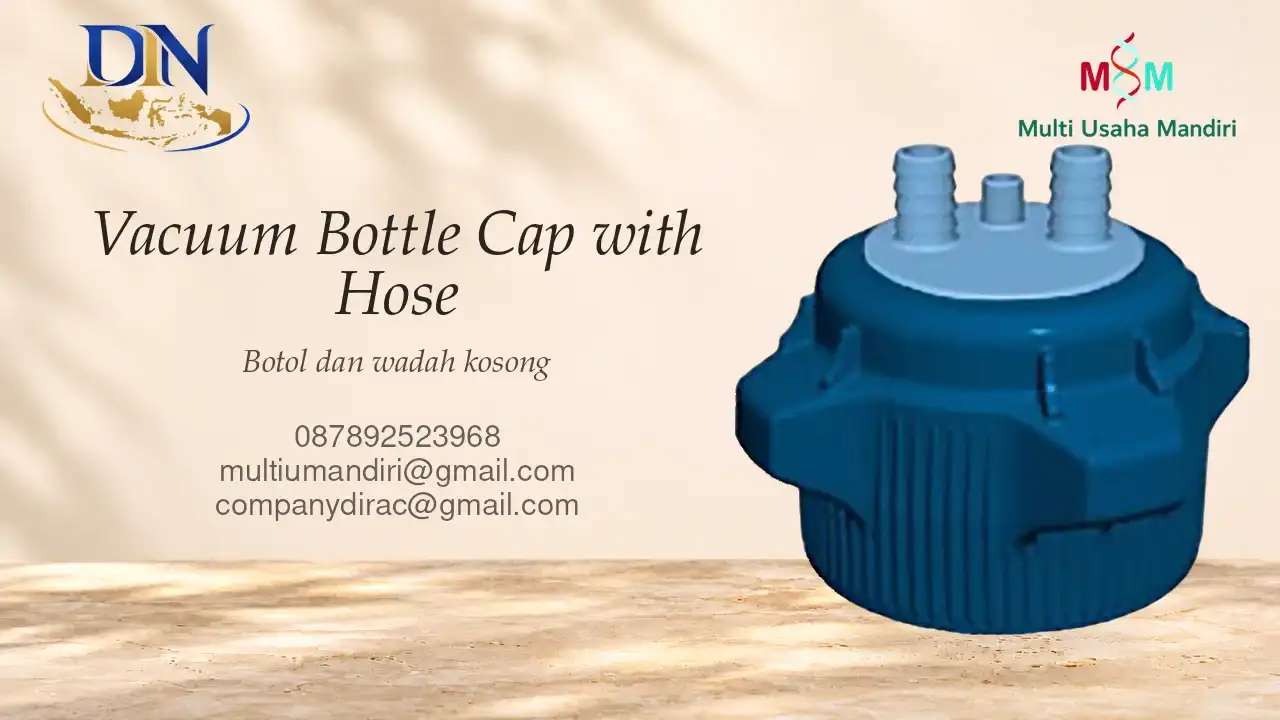 DIN
MSM
Multi Usaha Mandiri
Vacuum Bottle Cap with
Hose
Botol dan wadah kosong
087892523968
multiumandiri@gmail.com
companydirac@gmail.com